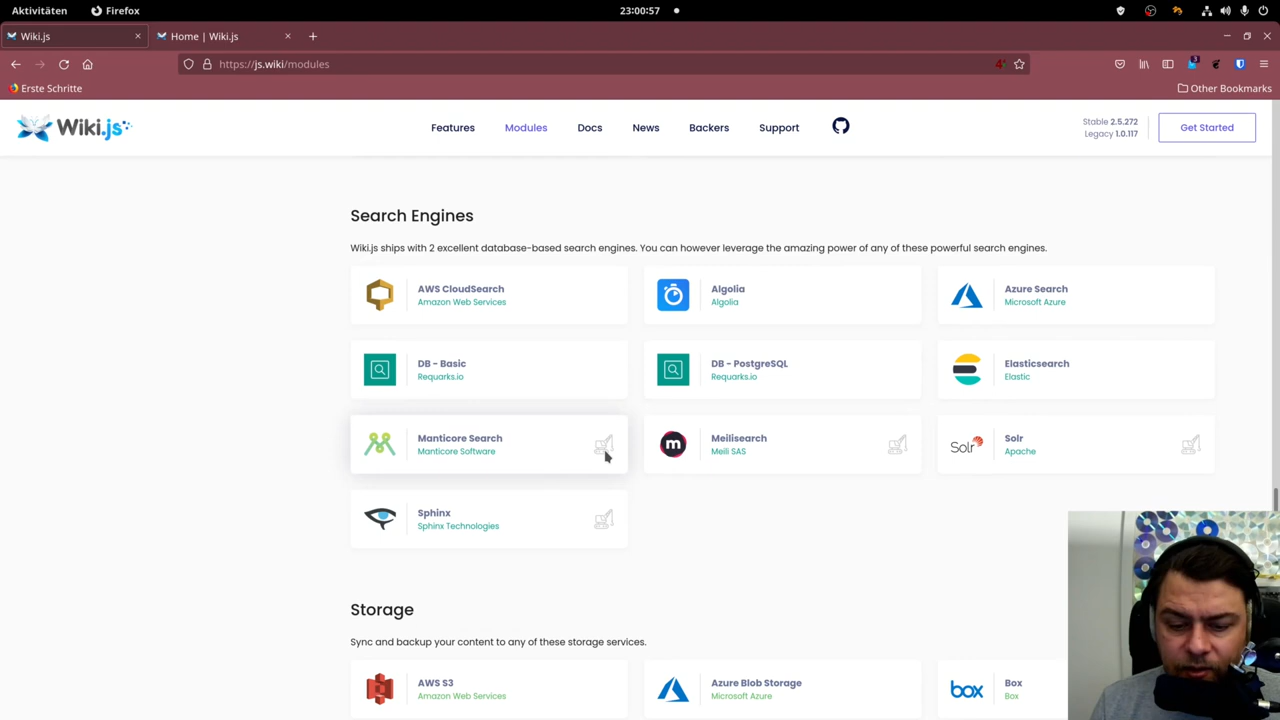 Aktivitäten
Firefox
23:00:57
Wiki.js
Home | Wiki.js
https://js.wiki/modules
Erste Schritte
Other Bookmarks
Wiki.js
Features
Modules
Docs
News
Backers
Support
Stable 2.5.272
Legacy 1.0.117
Get Started
Search Engines
Wiki.js ships with 2 excellent database-based search engines. You can however leverage the amazing power of any of these powerful search engines.
AWS CloudSearch
Amazon Web Services
Algolia
Algolia
Azure Search
Microsoft Azure
DB - Basic
Requarks.io
DB - PostgreSQL
Requarks.io
Elasticsearch
Elastic
Manticore Search
Manticore Software
m
Meilisearch
Meili SAS
Solr
Solr
Apache
Sphinx
Sphinx Technologies
Storage
Sync and backup your content to any of these storage services.
AWS S3
Amazon Web Services
Azure Blob Storage
Microsoft Azure
box
Box
Box